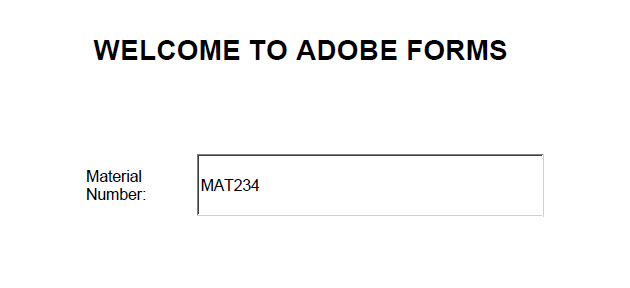 WELCOME TO ADOBE FORMS
Material
Number:
MAT234